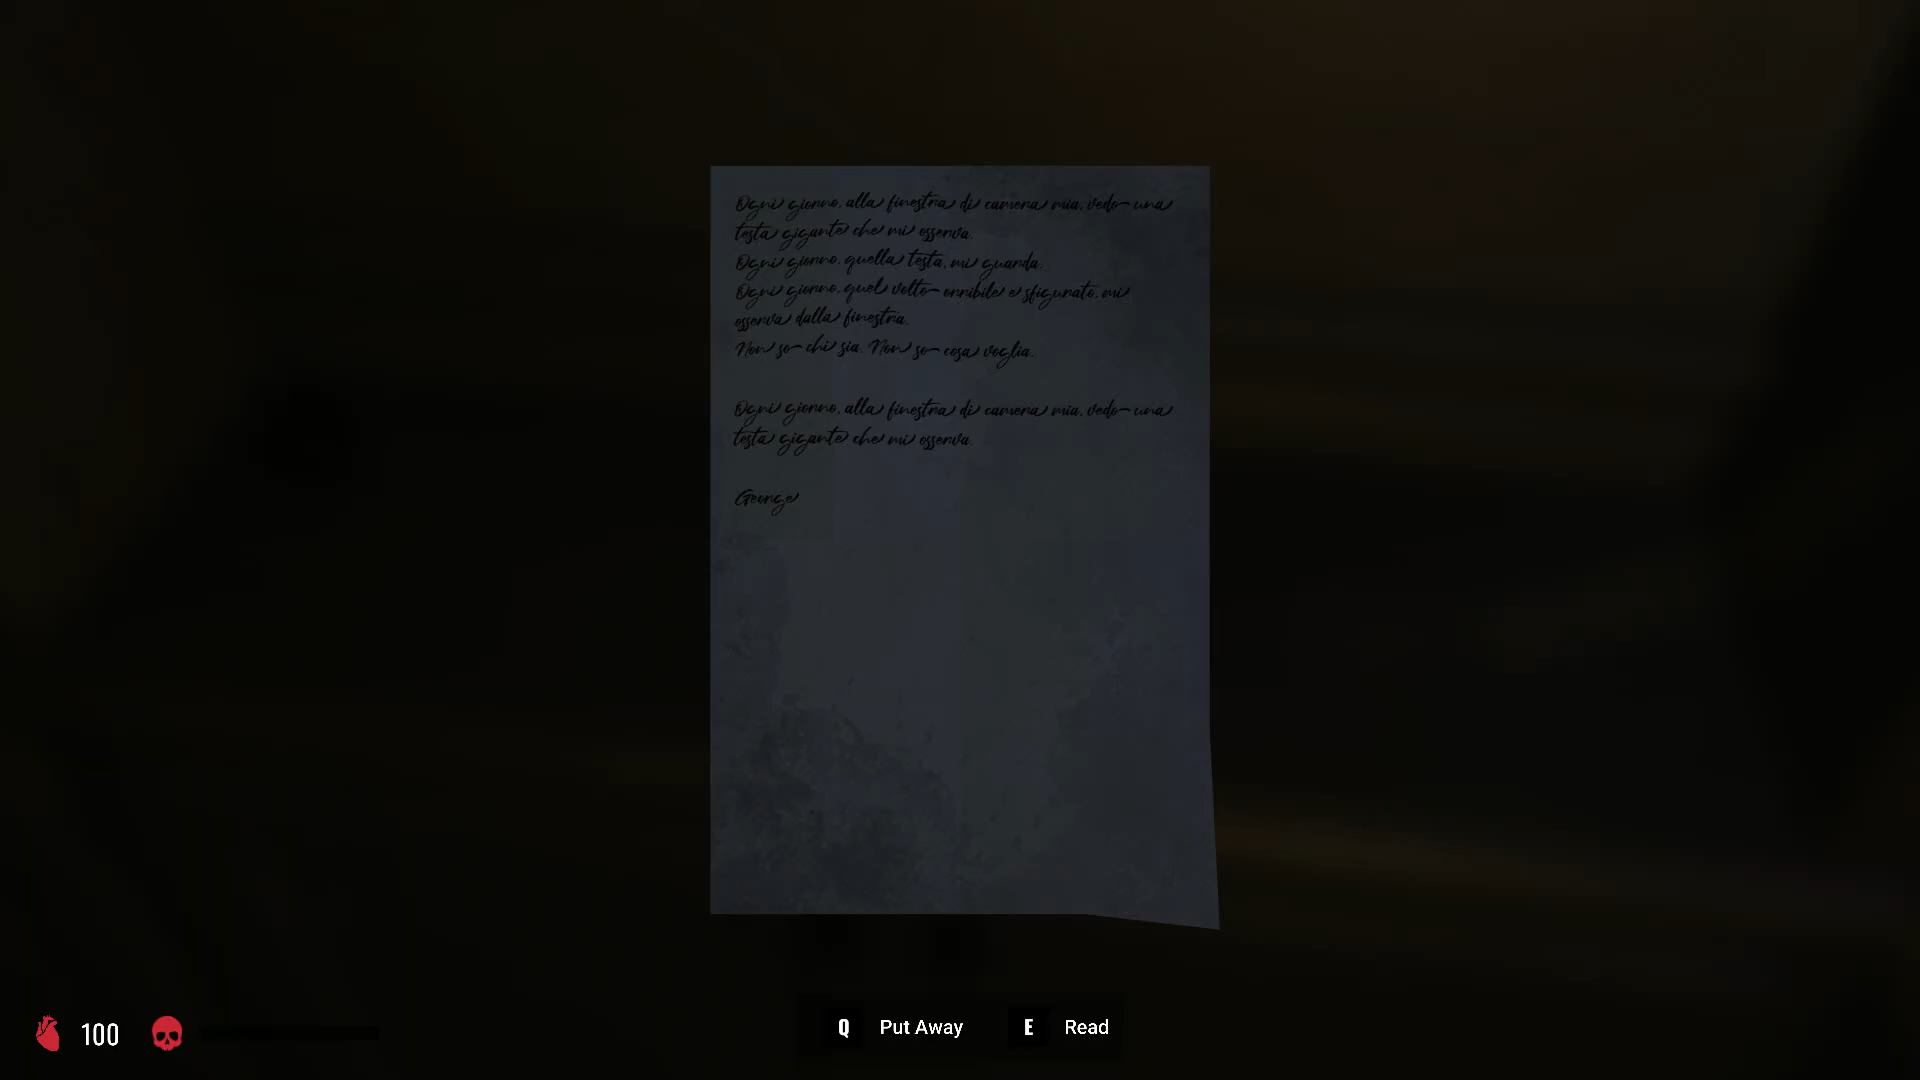 Ogni giorno, alla finestra di camera mia, vedo una
testa gigante che mi osserva.
Ogni giorno, quella testa, mi guarda.
Ogni giorno, quel volto orribile e sfigurato, mi
osserva dalla finestra.
Non so chi sia. Non so cosa voglia.
Ogni giorno, alla finestra di camera mia, vedo una
testa gigante che mi osserva.
George
100
Q Put Away E Read